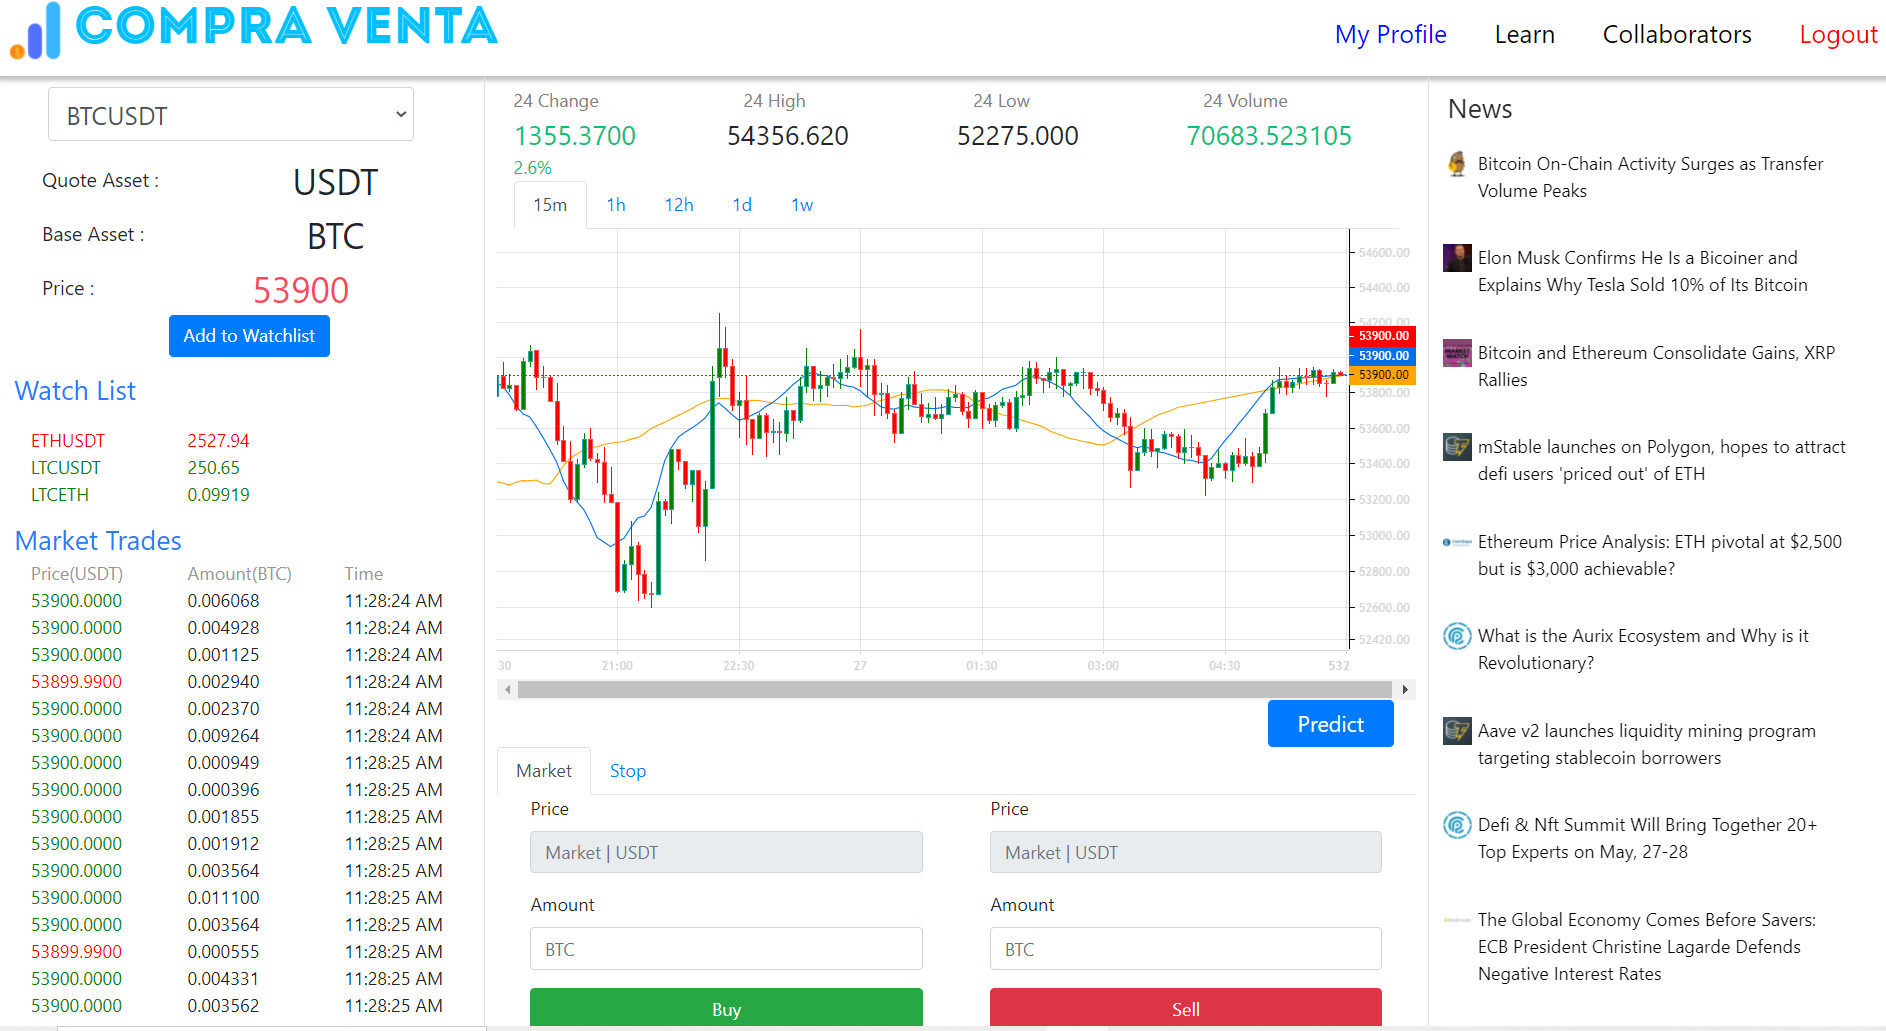 COMPRA VENTA
My Profile Learn Collaborators Logout
BTCUSDT
Quote Asset : USDT
Base Asset : BTC
Price : 53900
Add to Watchlist
Watch List
ETHUSDT 2527.94
LTCUSDT 250.65
LTCETH 0.09919
Market Trades
Price(USDT) Amount(BTC) Time
53900.0000 0.006068 11:28:24 AM
53900.0000 0.004928 11:28:24 AM
53900.0000 0.001125 11:28:24 AM
53899.9900 0.002940 11:28:24 AM
53900.0000 0.002370 11:28:24 AM
53900.0000 0.009264 11:28:24 AM
53900.0000 0.000949 11:28:25 AM
53900.0000 0.000396 11:28:25 AM
53900.0000 0.001855 11:28:25 AM
53900.0000 0.001912 11:28:25 AM
53900.0000 0.003564 11:28:25 AM
53900.0000 0.011100 11:28:25 AM
53900.0000 0.003564 11:28:25 AM
53899.9900 0.000555 11:28:25 AM
53900.0000 0.004331 11:28:25 AM
53900.0000 0.003562 11:28:25 AM
24 Change 24 High 24 Low 24 Volume
1355.3700 54356.620 52275.000 70683.523105
2.6%
15m 1h 12h 1d 1w
54600.00
54400.00
54200.00
53900.00
53900.00
53900.00
53800.00
53600.00
53400.00
53200.00
53000.00
52800.00
52600.00
52420.00
30 21:00 22:30 27 01:30 03:00 04:30 532
Predict
Market Stop
Price Price
Market | USDT Market | USDT
Amount Amount
BTC BTC
Buy Sell
News
Bitcoin On-Chain Activity Surges as Transfer
Volume Peaks
Elon Musk Confirms He Is a Bicoiner and
Explains Why Tesla Sold 10% of Its Bitcoin
MARKET
WATCH
Bitcoin and Ethereum Consolidate Gains, XRP
Rallies
mStable launches on Polygon, hopes to attract
defi users 'priced out' of ETH
Ethereum Price Analysis: ETH pivotal at $2,500
but is $3,000 achievable?
What is the Aurix Ecosystem and Why is it
Revolutionary?
Aave v2 launches liquidity mining program
targeting stablecoin borrowers
Defi & Nft Summit Will Bring Together 20+
Top Experts on May, 27-28
The Global Economy Comes Before Savers:
ECB President Christine Lagarde Defends
Negative Interest Rates